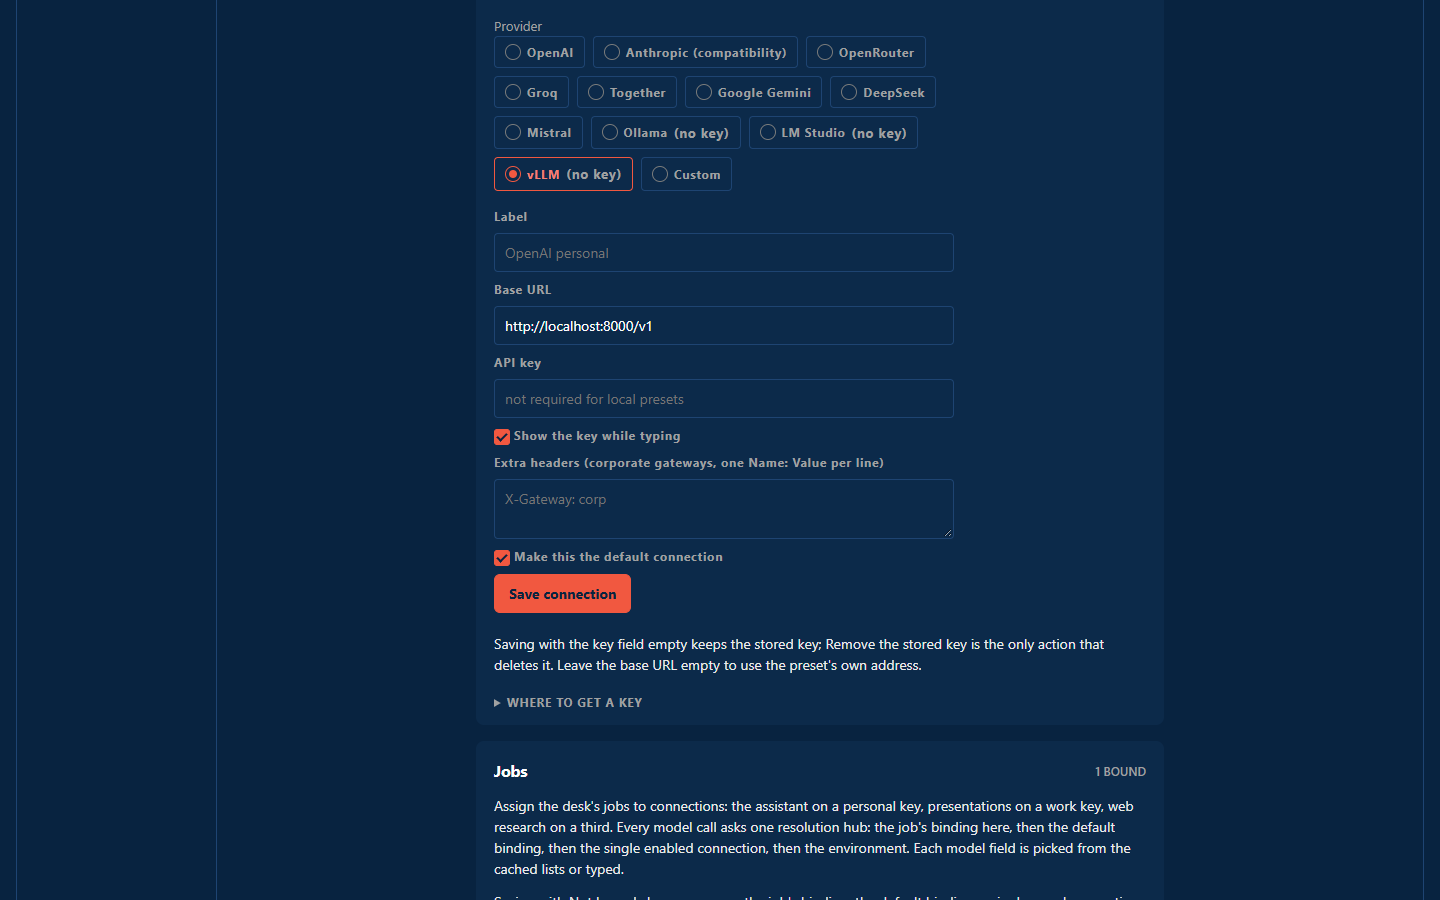 Provider
OpenAI
Anthropic (compatibility)
OpenRouter
Groq
Together
Google Gemini
DeepSeek
Mistral
Ollama (no key)
LM Studio (no key)
vLLM (no key)
Custom
Label
OpenAI personal
Base URL
http://localhost:8000/v1
API key
not required for local presets
Show the key while typing
Extra headers (corporate gateways, one Name: Value per line)
X-Gateway: corp
Make this the default connection
Save connection
Saving with the key field empty keeps the stored key; Remove the stored key is the only action that
deletes it. Leave the base URL empty to use the preset's own address.
WHERE TO GET A KEY
Jobs
1 BOUND
Assign the desk's jobs to connections: the assistant on a personal key, presentations on a work key, web
research on a third. Every model call asks one resolution hub: the job's binding here, then the default
binding, then the single enabled connection, then the environment. Each model field is picked from the
cached lists or typed.